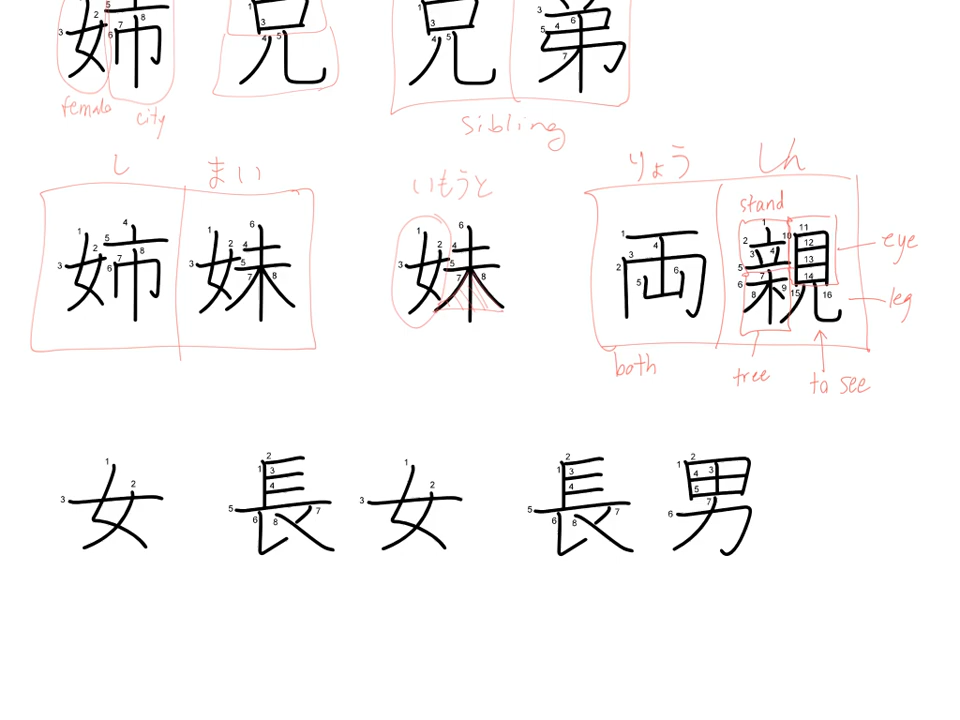 姉 兄 兄弟
female city
sibling
し まい いもうと りょう しん
stand
姉妹 妹 両親
eye
leg
both tree to see
女 長女 長男